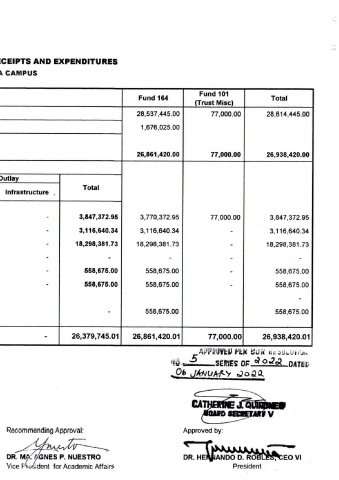 CEIPTS AND EXPENDITURES
A CAMPUS
Fund 164 Fund 101 (Trust Misc) Total
28,537,445.00 77,000.00 28,614,445.00
1,676,025.00
26,861,420.00 77,000.00 26,938,420.00
Outlay
Infrastructure Total
- 3,847,372.95 3,770,372.95 77,000.00 3,847,372.95
- 3,116,640.34 3,116,640.34 - 3,116,640.34
- 18,298,381.73 18,298,381.73 - 18,298,381.73
- - - - -
- 558,675.00 558,675.00 - 558,675.00
- 558,675.00 558,675.00 - 558,675.00
-
558,675.00 - 558,675.00
- 26,379,745.01 26,861,420.01 77,000.00 26,938,420.01
APPROVED PER BOR RESOLUTION
NO. 5 SERIES OF 2022 DATED
06 JANUARY 2022
CATHERINE J. QUIÑONES
BOARD SECRETARY V
Recommending Approval: Approved by:
DR. MA. AGNES P. NUESTRO DR. HERNANDO D. ROBLES, CEO VI
Vice President for Academic Affairs President